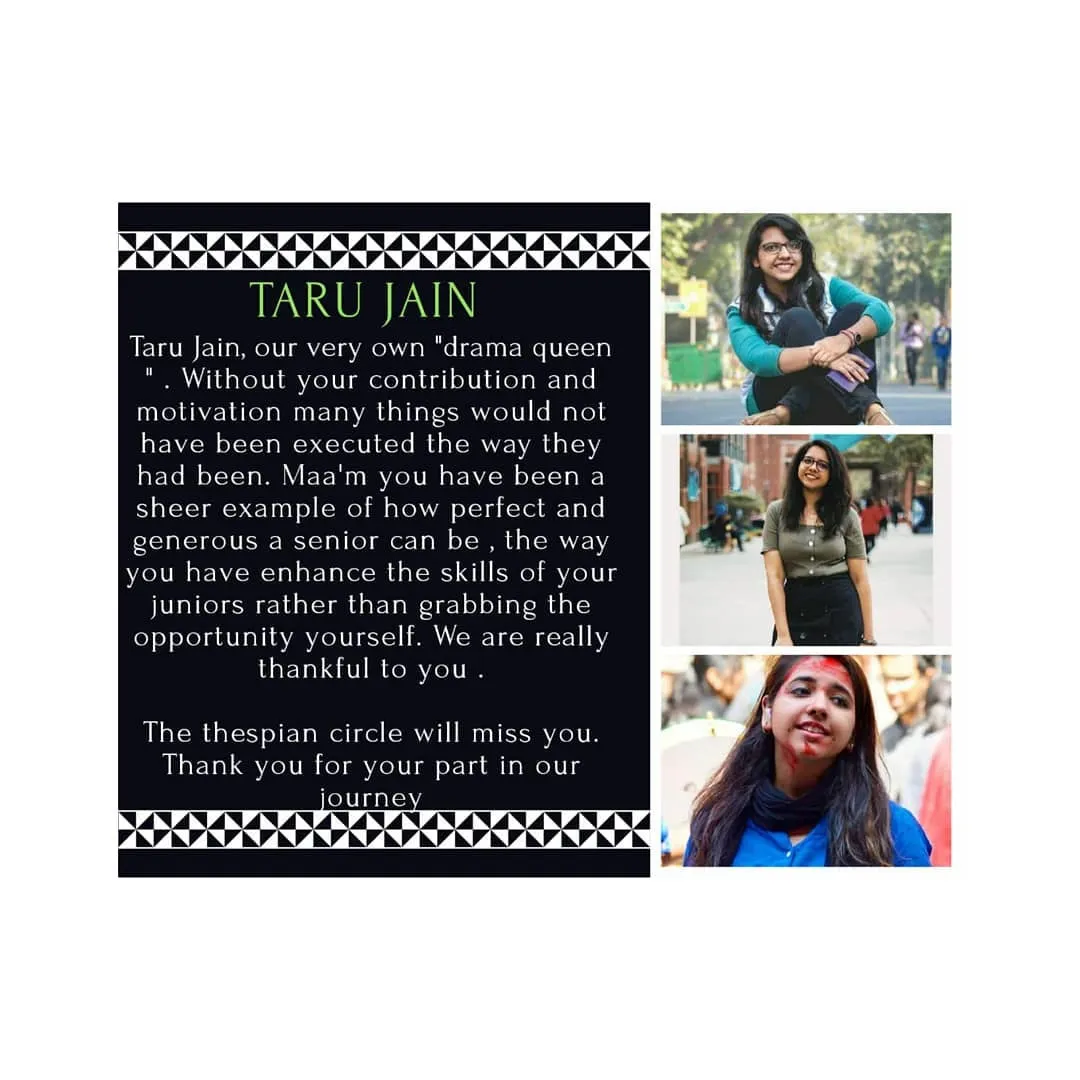 TARU JAIN
Taru Jain, our very own "drama queen
" . Without your contribution and
motivation many things would not
have been executed the way they
had been. Maa'm you have been a
sheer example of how perfect and
generous a senior can be , the way
you have enhance the skills of your
juniors rather than grabbing the
opportunity yourself. We are really
thankful to you .
The thespian circle will miss you.
Thank you for your part in our
journey